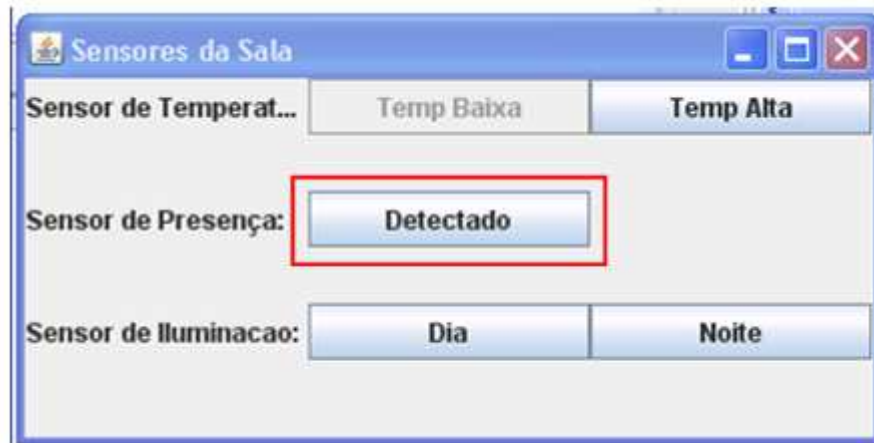 Sensores da Sala
Sensor de Temperat... Temp Baixa Temp Alta
Sensor de Presença: Detectado
Sensor de Iluminacao: Dia Noite